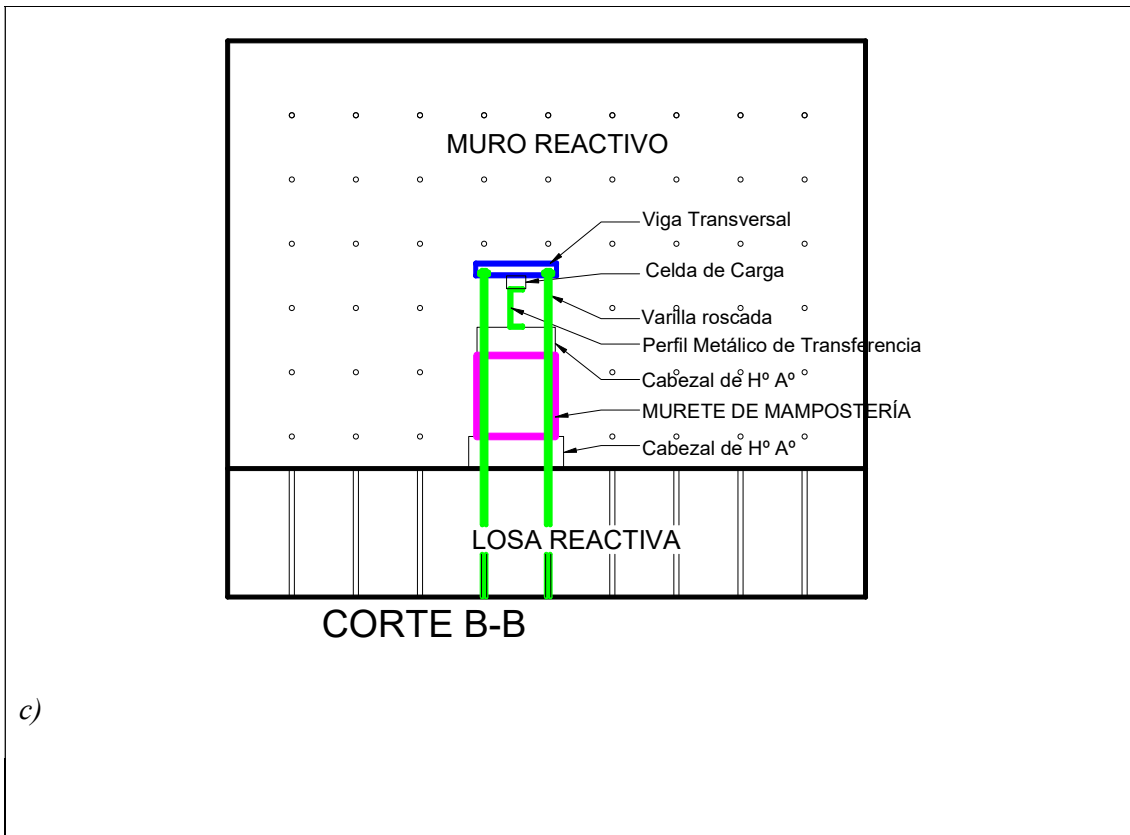 MURO REACTIVO
Viga Transversal
Celda de Carga
Varilla roscada
Perfil Metálico de Transferencia
Cabezal de Hº Aº
MURETE DE MAMPOSTERÍA
Cabezal de Hº Aº
LOSA REACTIVA
CORTE B-B
c)